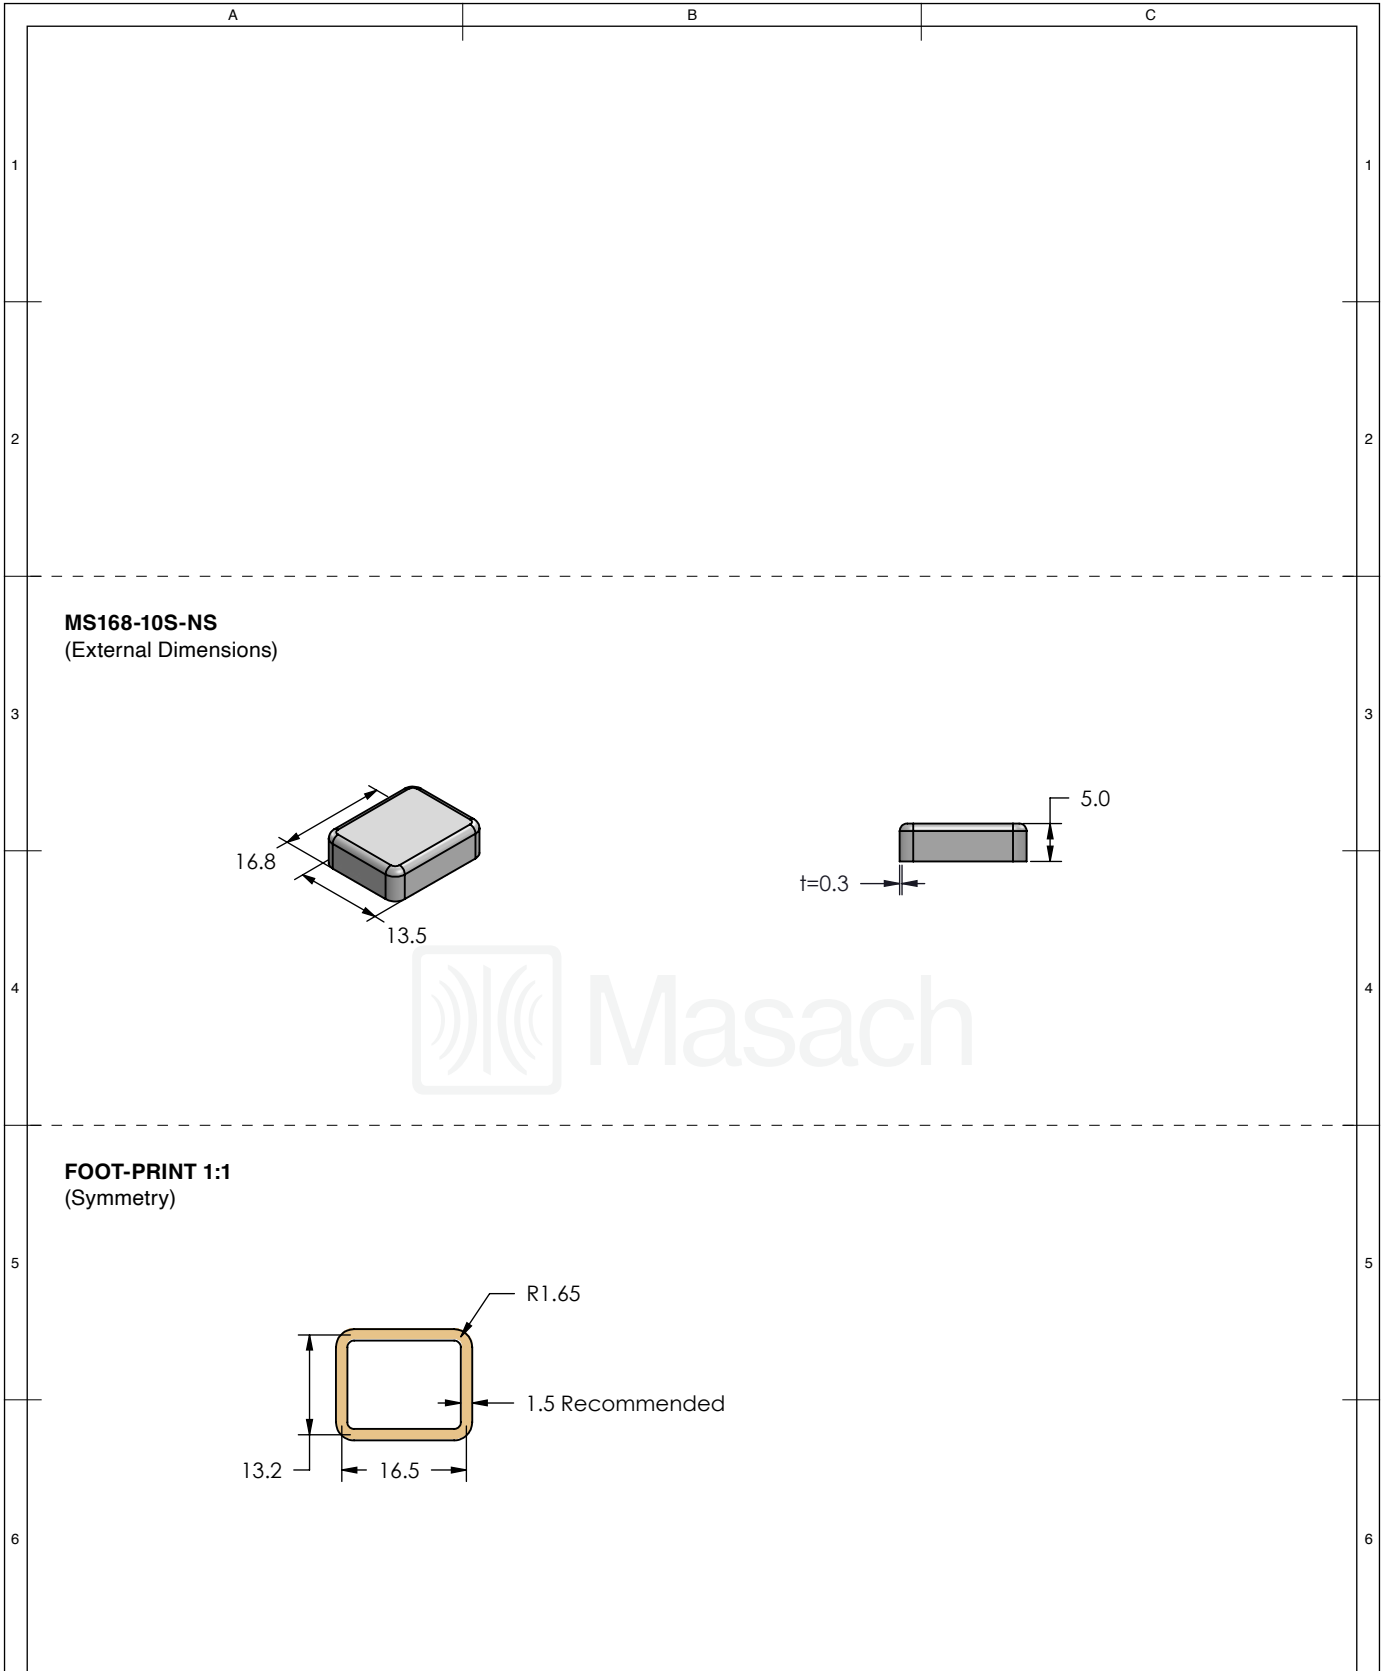 A B C
1 1
2 2
MS168-10S-NS
(External Dimensions)
3 3
5.0
16.8
t=0.3
13.5
Masach
4 4
FOOT-PRINT 1:1
(Symmetry)
5 5
R1.65
1.5 Recommended
13.2 16.5
6 6